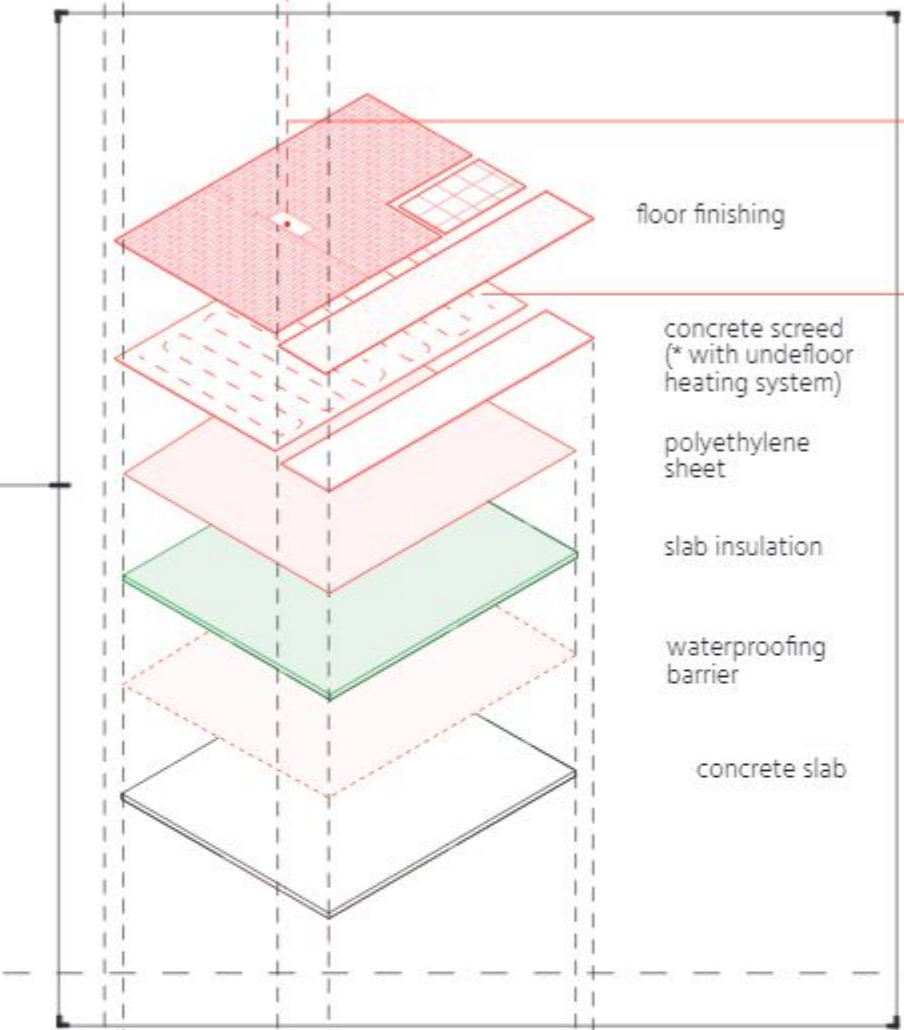 floor finishing
concrete screed
(* with undefloor
heating system)
polyethylene
sheet
slab insulation
waterproofing
barrier
concrete slab